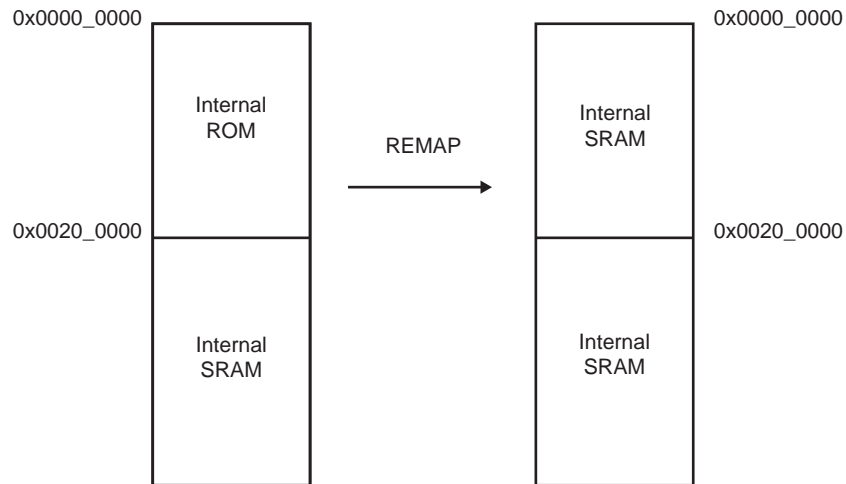 0x0000_0000
0x0000_0000
Internal
ROM
Internal
SRAM
REMAP
0x0020_0000
0x0020_0000
Internal
SRAM
Internal
SRAM